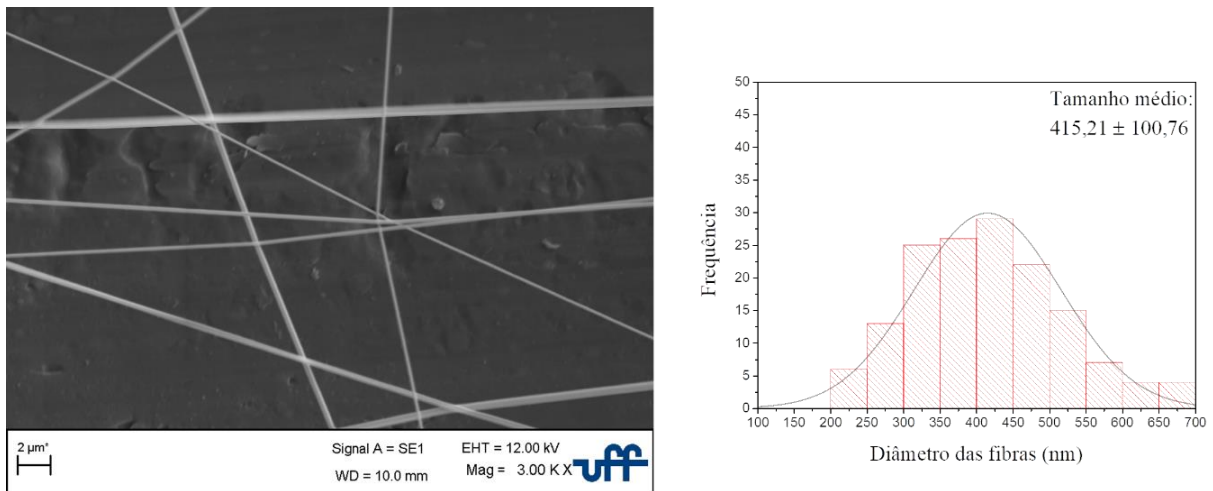 2 µm*
Signal A = SE1
EHT = 12.00 kV
WD = 10.0 mm
Mag = 3.00 K X
uff
Tamanho médio:
415,21 ± 100,76
Frequência
50
45
40
35
30
25
20
15
10
5
0
100 150 200 250 300 350 400 450 500 550 600 650 700
Diâmetro das fibras (nm)